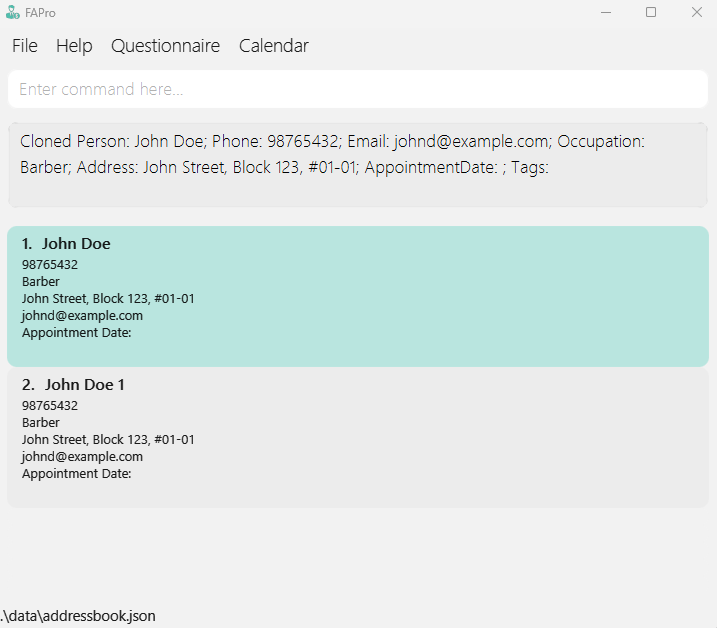 FAPro
File Help Questionnaire Calendar
Enter command here...
Cloned Person: John Doe; Phone: 98765432; Email: johnd@example.com; Occupation:
Barber; Address: John Street, Block 123, #01-01; AppointmentDate: ; Tags:
1. John Doe
98765432
Barber
John Street, Block 123, #01-01
johnd@example.com
Appointment Date:
2. John Doe 1
98765432
Barber
John Street, Block 123, #01-01
johnd@example.com
Appointment Date:
.\data\addressbook.json